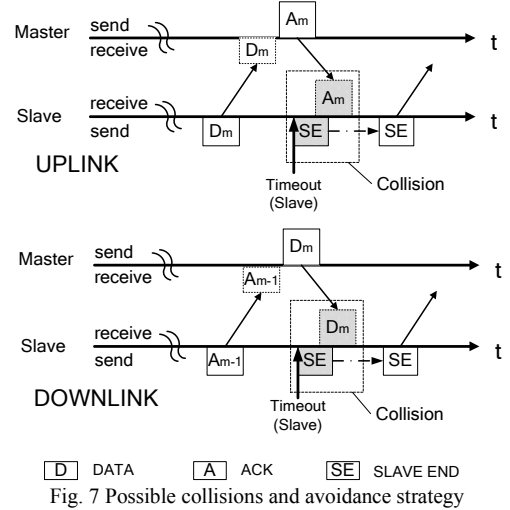 Master
send
receive
Am
Dm
t
Slave
receive
send
Dm
Am
SE
SE
t
UPLINK
Timeout
(Slave)
Collision
Master
send
receive
Dm
Am-1
t
Slave
receive
send
Am-1
Dm
SE
SE
t
DOWNLINK
Timeout
(Slave)
Collision
D DATA A ACK SE SLAVE END
Fig. 7 Possible collisions and avoidance strategy